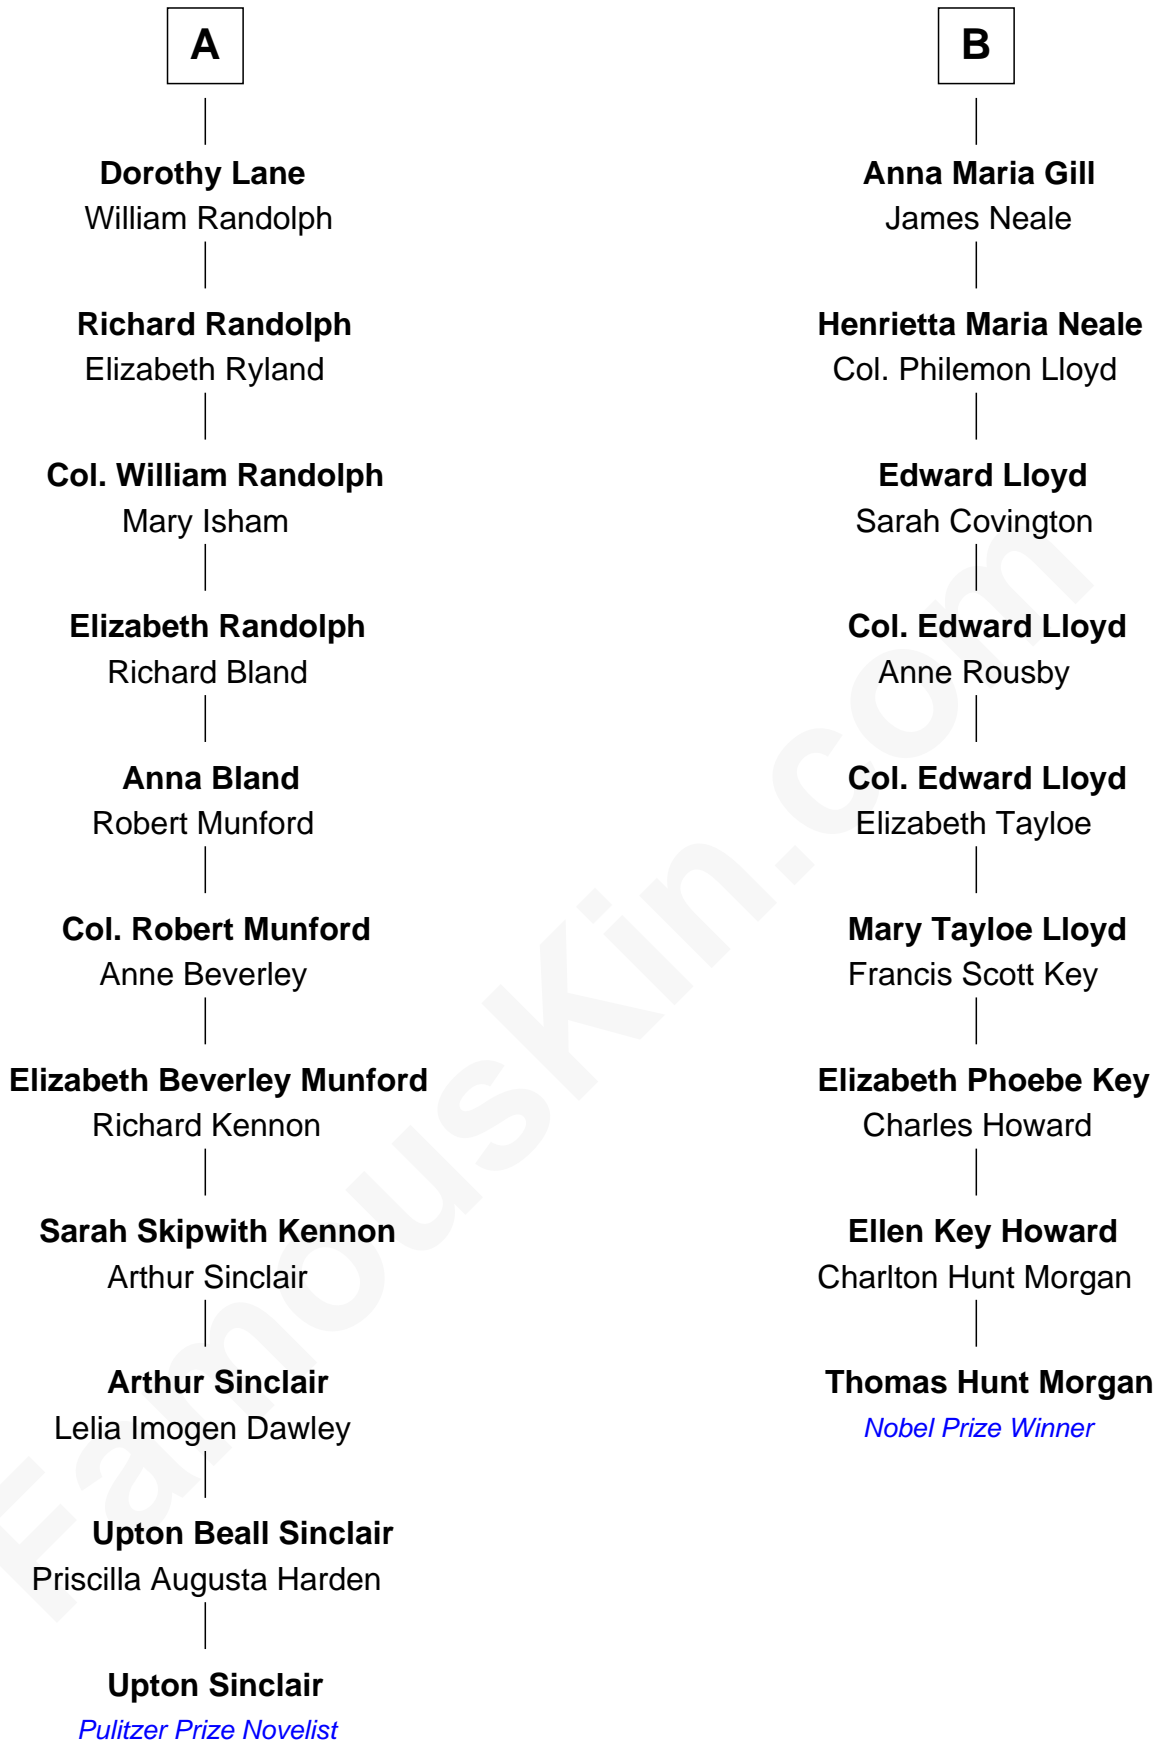 A
Dorothy Lane
William Randolph
Richard Randolph
Elizabeth Ryland
Col. William Randolph
Mary Isham
Elizabeth Randolph
Richard Bland
Anna Bland
Robert Munford
Col. Robert Munford
Anne Beverley
Elizabeth Beverley Munford
Richard Kennon
Sarah Skipwith Kennon
Arthur Sinclair
Arthur Sinclair
Lelia Imogen Dawley
Upton Beall Sinclair
Priscilla Augusta Harden
Upton Sinclair
Pulitzer Prize Novelist
B
Anna Maria Gill
James Neale
Henrietta Maria Neale
Col. Philemon Lloyd
Edward Lloyd
Sarah Covington
Col. Edward Lloyd
Anne Rousby
Col. Edward Lloyd
Elizabeth Tayloe
Mary Tayloe Lloyd
Francis Scott Key
Elizabeth Phoebe Key
Charles Howard
Ellen Key Howard
Charlton Hunt Morgan
Thomas Hunt Morgan
Nobel Prize Winner
FamousKin.com